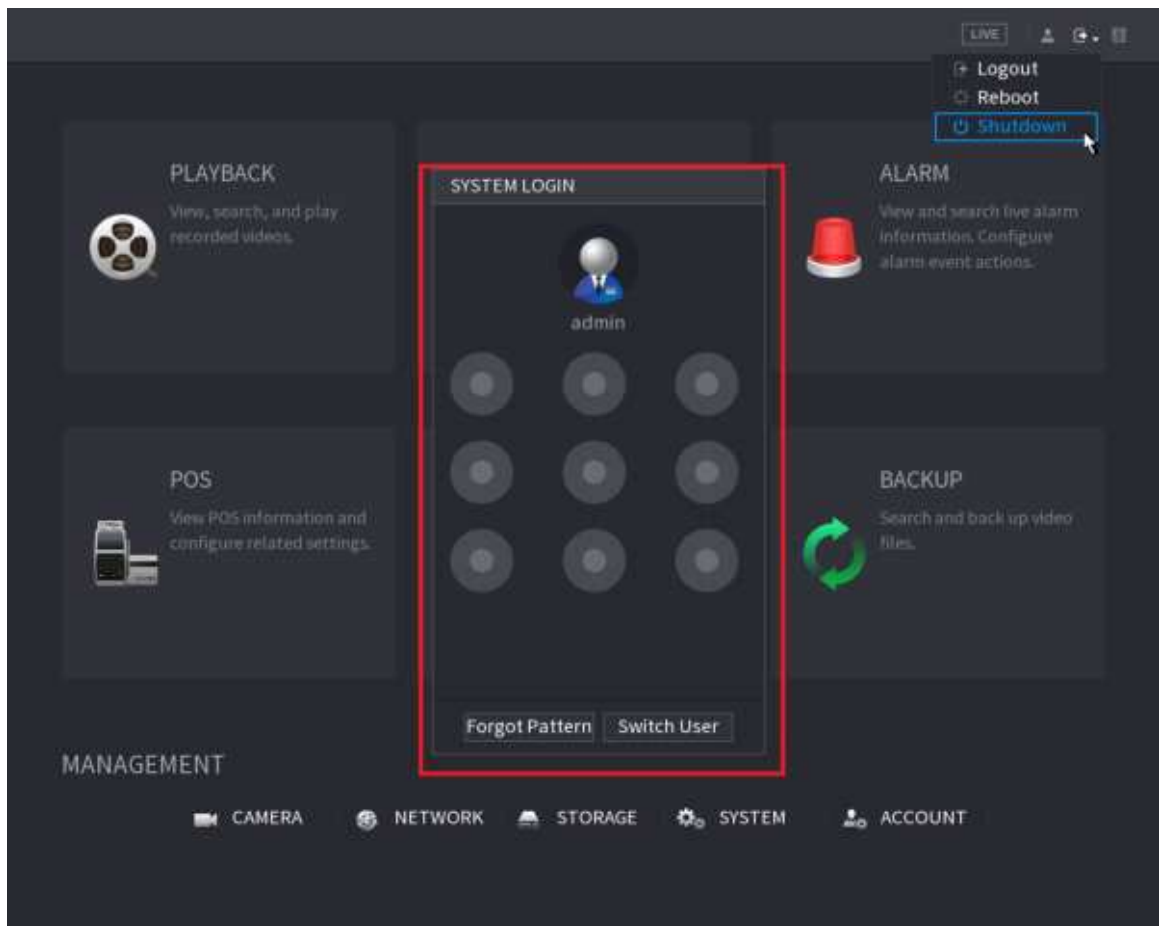 LIVE
Logout
Reboot
Shutdown
PLAYBACK
View, search, and play
recorded videos.
SYSTEM LOGIN
admin
ALARM
View and search live alarm
information. Configure
alarm event actions.
POS
View POS information and
configure related settings.
BACKUP
Search and back up video
files.
Forgot Pattern
Switch User
MANAGEMENT
CAMERA
NETWORK
STORAGE
SYSTEM
ACCOUNT